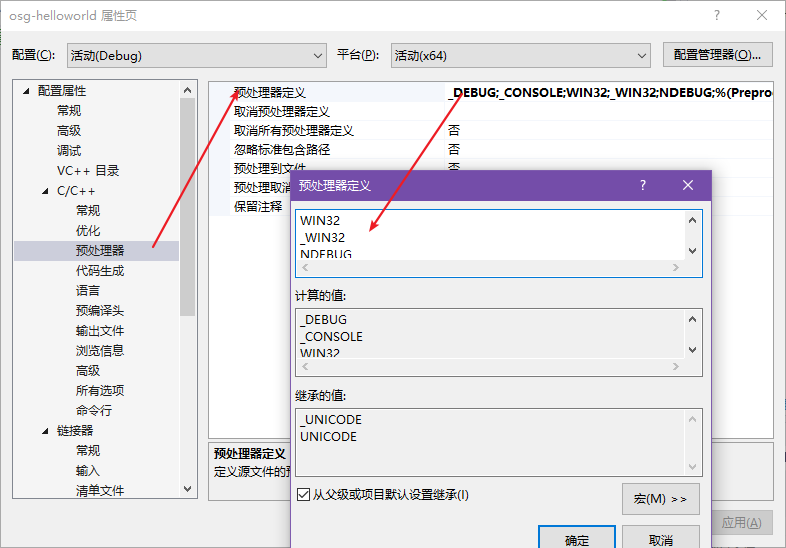 osg-helloworld 属性页
配置(C):
活动(Debug)
平台(P):
活动(x64)
配置管理器(O)...
配置属性
常规
高级
调试
VC++ 目录
C/C++
常规
优化
预处理器
代码生成
语言
预编译头
输出文件
浏览信息
高级
所有选项
命令行
链接器
常规
输入
清单文件
预处理器定义 _DEBUG;_CONSOLE;WIN32;_WIN32;NDEBUG;%(Preproc
取消预处理器定义
取消所有预处理器定义 否
忽略标准包含路径 否
预处理到文件 否
预处理取消
保留注释
预处理器定义
定义源文件的预
预处理器定义
WIN32
_WIN32
NDEBUG
计算的值:
_DEBUG
_CONSOLE
WIN32
继承的值:
_UNICODE
UNICODE
从父级或项目默认设置继承(I)
宏(M) >>
确定
取消
应用(A)